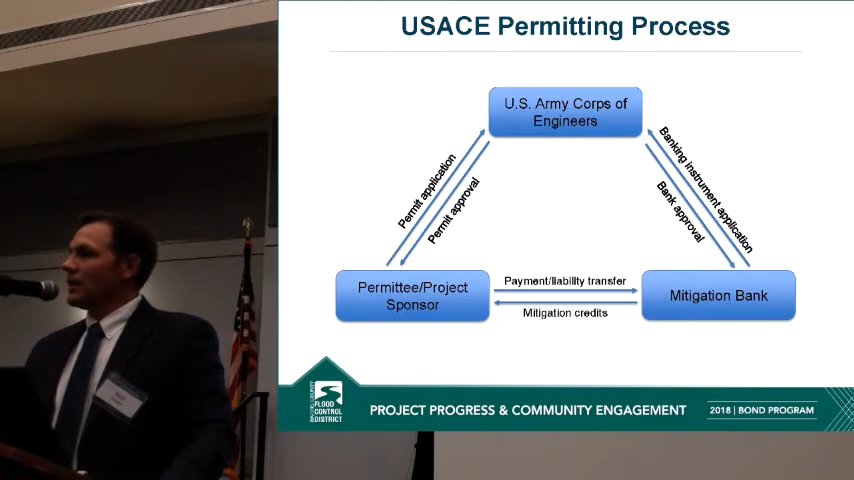 USACE Permitting Process
U.S. Army Corps of
Engineers
Permit application
Permit approval
Banking instrument application
Bank approval
Permittee/Project
Sponsor
Payment/liability transfer
Mitigation credits
Mitigation Bank
FLOOD
CONTROL
DISTRICT
PROJECT PROGRESS & COMMUNITY ENGAGEMENT
2018 | BOND PROGRAM